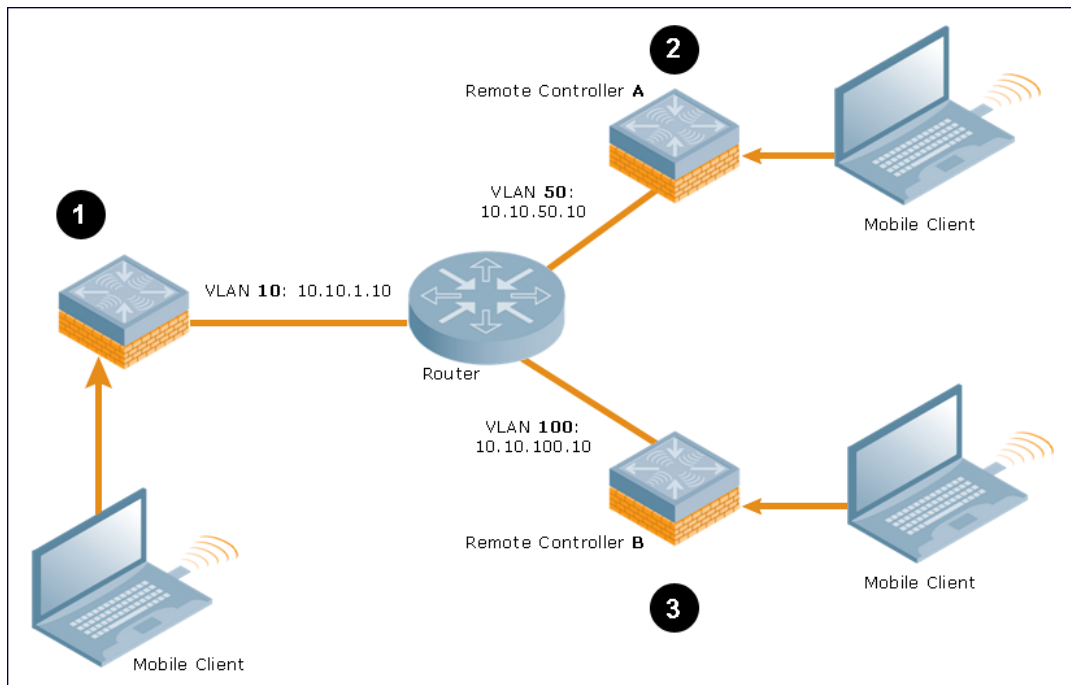 2
Remote Controller A
VLAN 50:
10.10.50.10
Mobile Client
1
VLAN 10: 10.10.1.10
Router
VLAN 100:
10.10.100.10
Remote Controller B
Mobile Client
3
Mobile Client